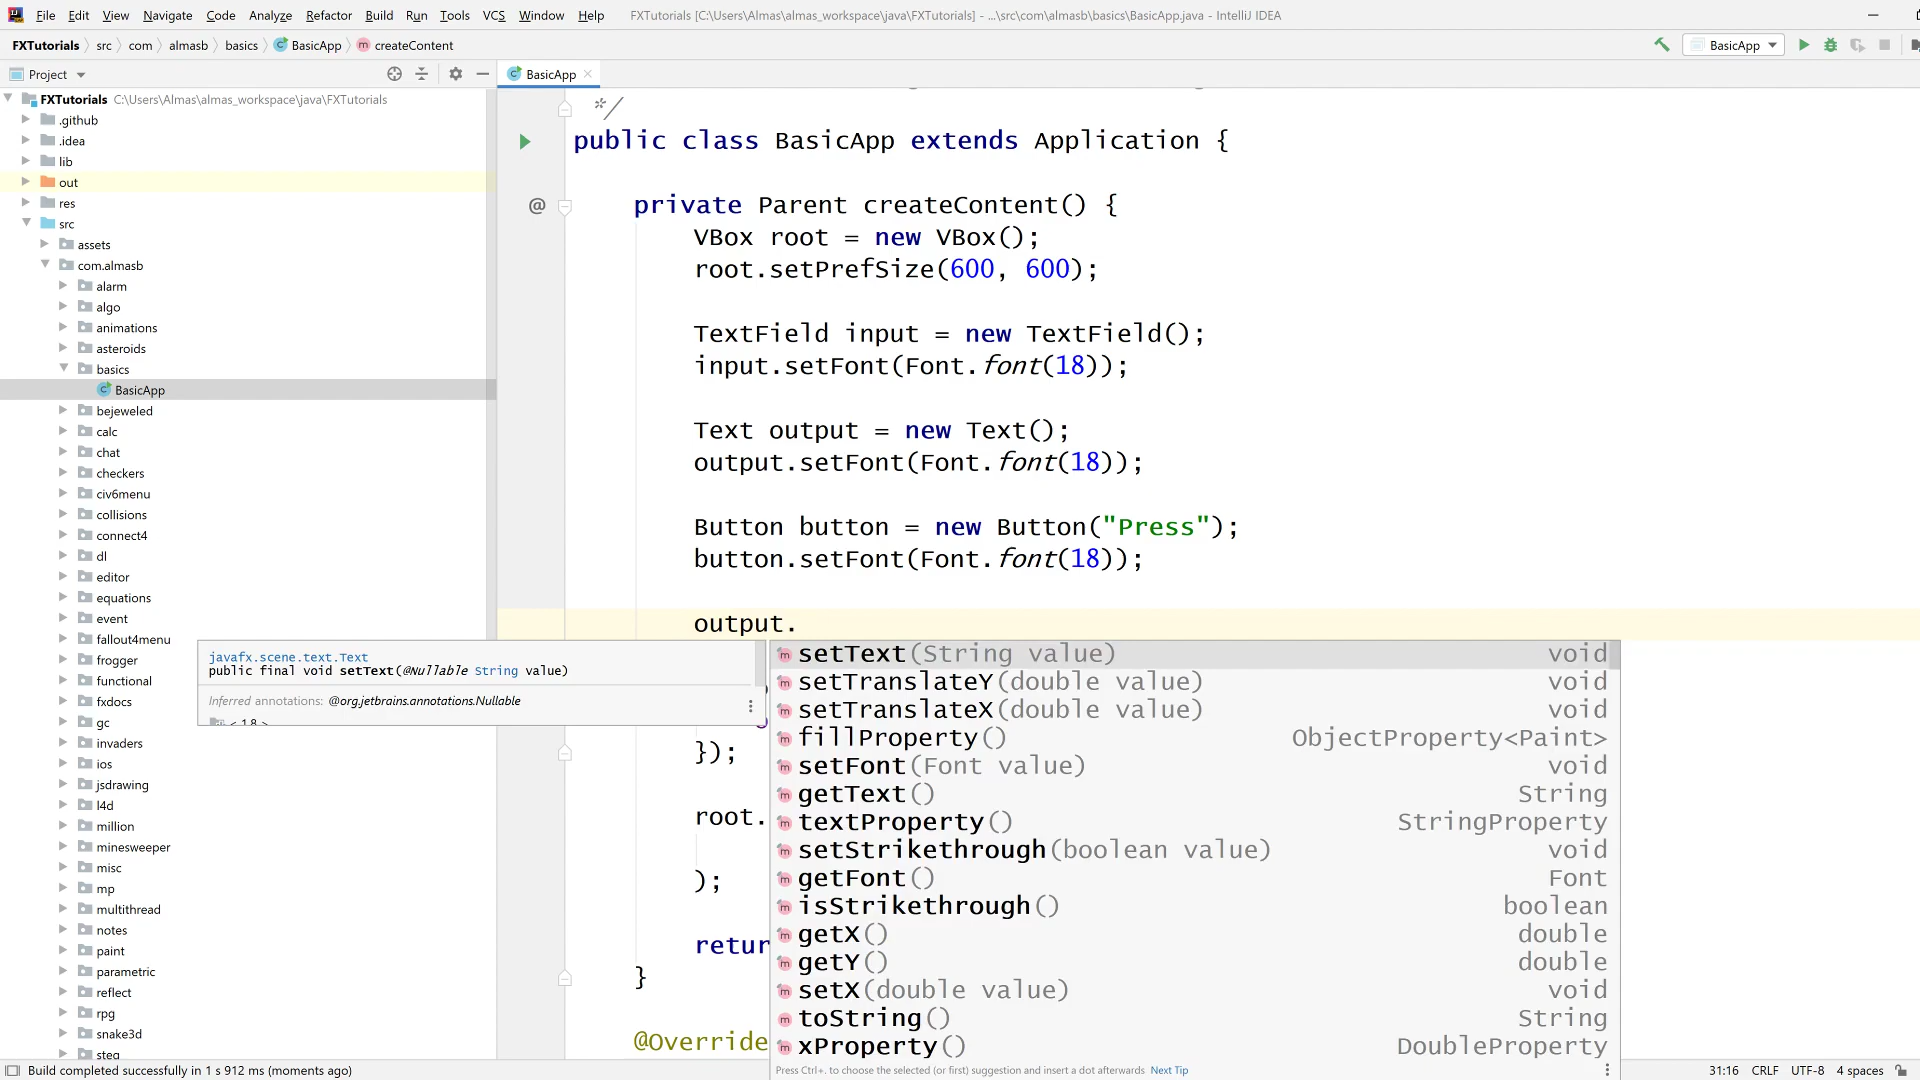 File Edit View Navigate Code Analyze Refactor Build Run Tools VCS Window Help FXTutorials [C:\Users\Almas\almas_workspace\java\FXTutorials] - ...\src\com\almasb\basics\BasicApp.java - IntelliJ IDEA
FXTutorials src com almasb basics BasicApp createContent BasicApp
Project
BasicApp
FXTutorials C:\Users\Almas\almas_workspace\java\FXTutorials
.github
.idea
lib
out
res
src
assets
com.almasb
alarm
algo
animations
asteroids
basics
BasicApp
bejeweled
calc
chat
checkers
civ6menu
collisions
connect4
dl
editor
equations
event
fallout4menu
frogger
functional
fxdocs
gc
invaders
ios
jsdrawing
l4d
million
minesweeper
misc
mp
multithread
notes
paint
parametric
reflect
rpg
snake3d
steg
*/
public class BasicApp extends Application {
private Parent createContent() {
VBox root = new VBox();
root.setPrefSize(600, 600);
TextField input = new TextField();
input.setFont(Font.font(18));
Text output = new Text();
output.setFont(Font.font(18));
Button button = new Button("Press");
button.setFont(Font.font(18));
output.
});
root.
);
retur
}
@Override
javafx.scene.text.Text
public final void setText(@Nullable String value)
Inferred annotations: @org.jetbrains.annotations.Nullable
< 1.8 >
setText(String value) void
setTranslateY(double value) void
setTranslateX(double value) void
fillProperty() ObjectProperty<Paint>
setFont(Font value) void
getText() String
textProperty() StringProperty
setStrikethrough(boolean value) void
getFont() Font
isStrikethrough() boolean
getX() double
getY() double
setX(double value) void
toString() String
xProperty() DoubleProperty
Press Ctrl+. to choose the selected (or first) suggestion and insert a dot afterwards Next Tip
Build completed successfully in 1 s 912 ms (moments ago) 31:16 CRLF UTF-8 4 spaces